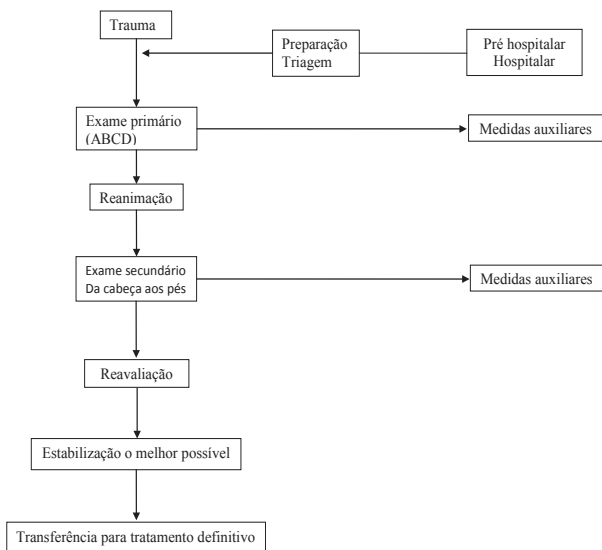 Trauma
Preparação
Triagem
Pré hospitalar
Hospitalar
Exame primário
(ABCD)
Medidas auxiliares
Reanimação
Exame secundário
Da cabeça aos pés
Medidas auxiliares
Reavaliação
Estabilização o melhor possível
Transferência para tratamento definitivo